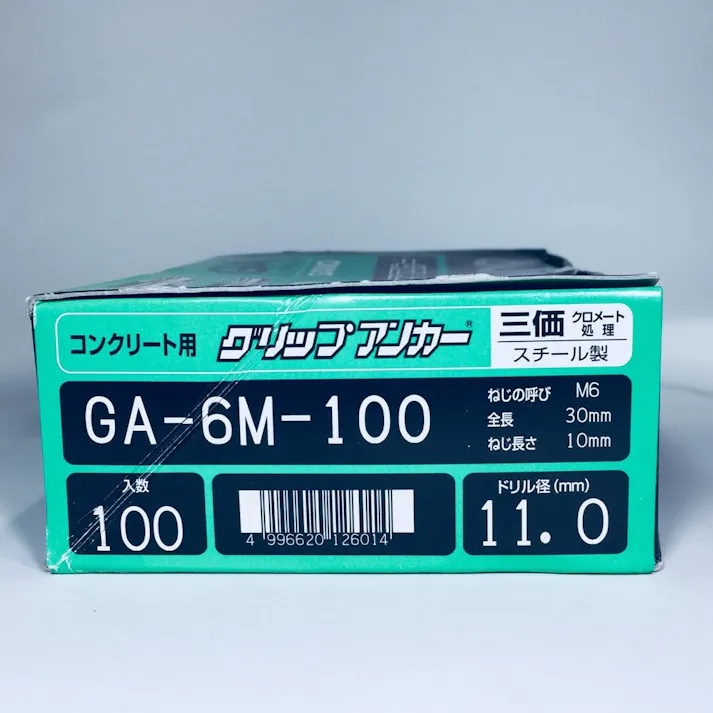 コンクリート用
グリップアンカー®
三価 クロメート処理
スチール製
GA-6M-100
ねじの呼び M6
全長 30mm
ねじ長さ 10mm
入数
100
4 996620 126014
ドリル径(mm)
11.0